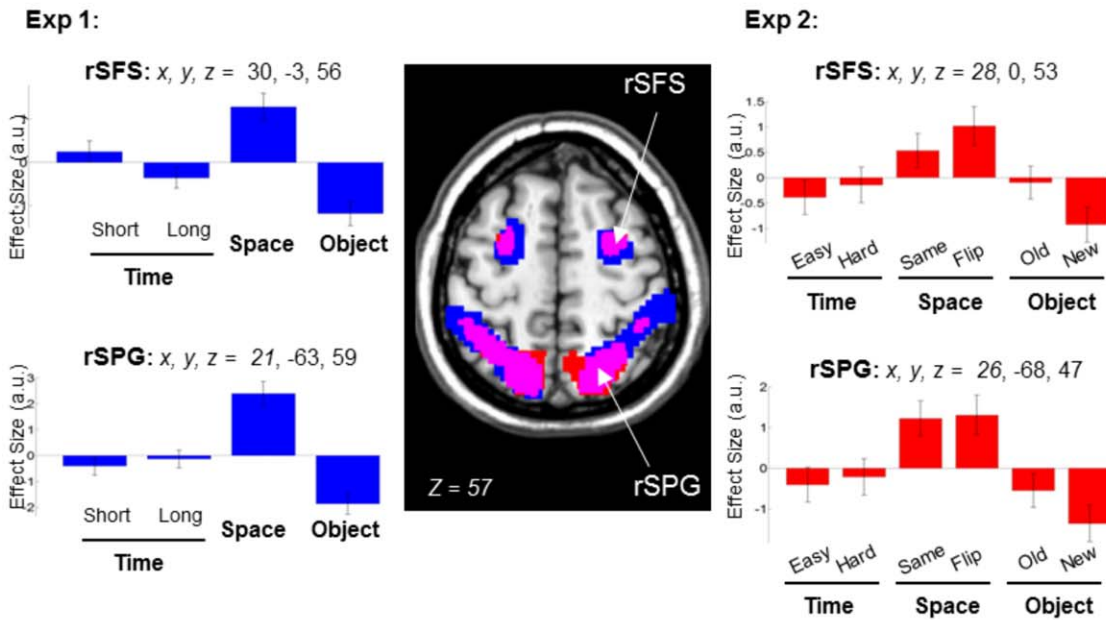 Exp 1:
rSFS: x, y, z = 30, -3, 56
Effect Size (a.u.)
Short Long Space Object
Time
rSPG: x, y, z = 21, -63, 59
Effect Size (a.u.)
3
2
1
0
-1
-2
Short Long Space Object
Time
rSFS
rSPG
Z = 57
Exp 2:
rSFS: x, y, z = 28, 0, 53
Effect Size (a.u.)
1.5
1
0.5
0
-0.5
-1
Easy Hard Same Flip Old New
Time Space Object
rSPG: x, y, z = 26, -68, 47
Effect Size (a.u.)
2
1
0
-1
Easy Hard Same Flip Old New
Time Space Object